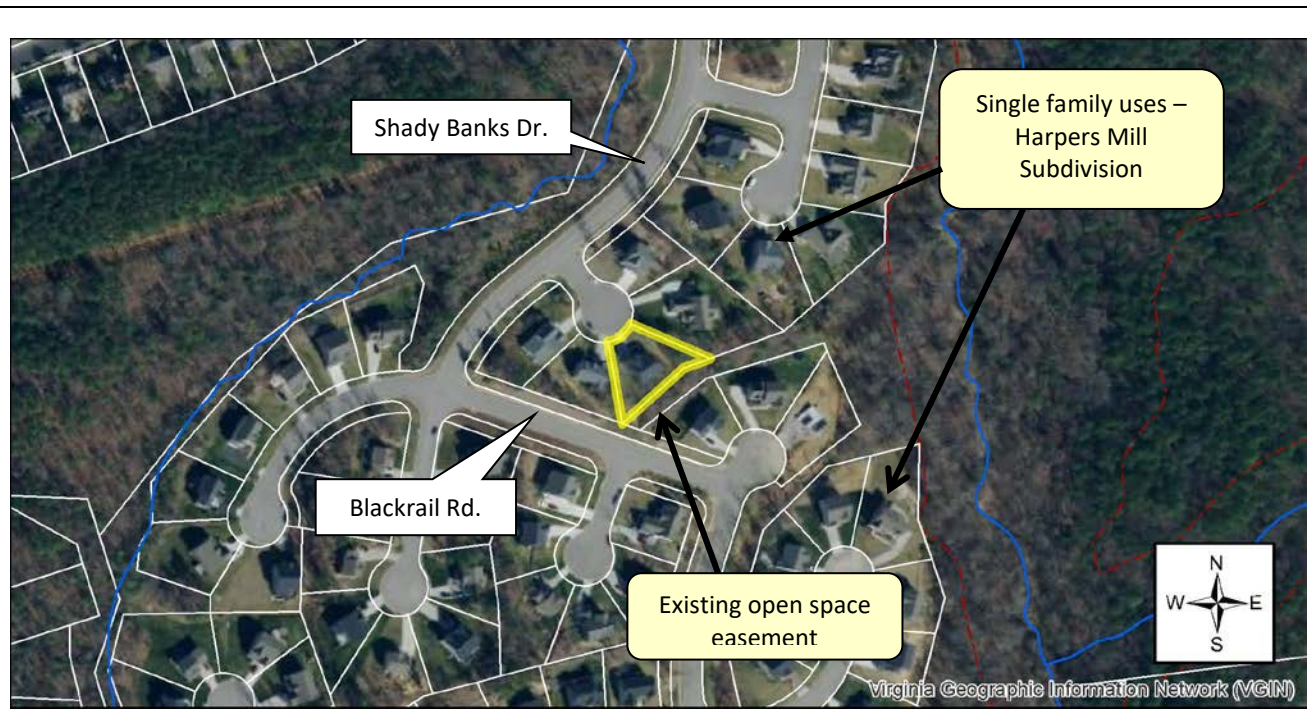 Shady Banks Dr.
Single family uses –
Harpers Mill
Subdivision
Blackrail Rd.
Existing open space
easement
N
W
E
S
Virginia Geographic Information Network (VGIN)